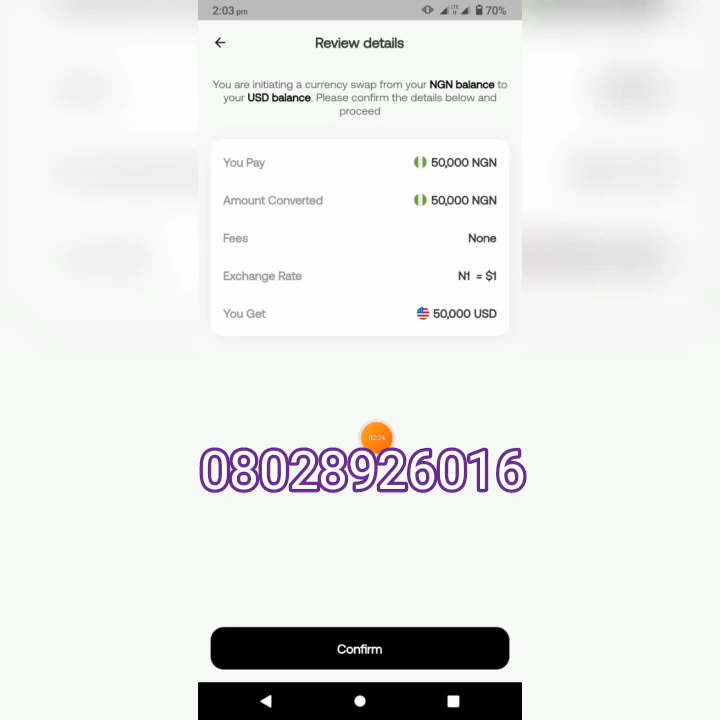 2:03 pm
LTE
70%
Review details
You are initiating a currency swap from your NGN balance to
your USD balance. Please confirm the details below and
proceed
You Pay 50,000 NGN
Amount Converted 50,000 NGN
Fees None
Exchange Rate N1 = $1
You Get 50,000 USD
02:24
08028926016
Confirm